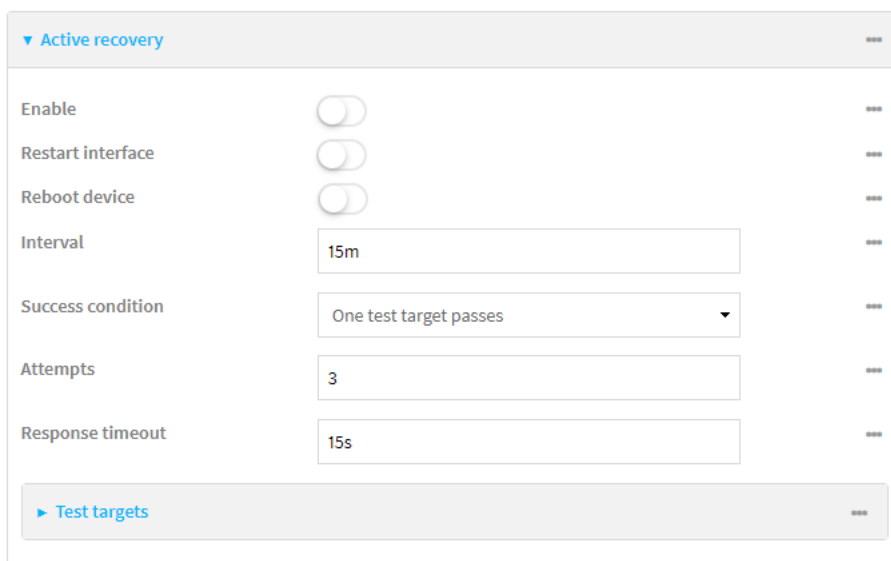 Active recovery
Enable
Restart interface
Reboot device
Interval
15m
Success condition
One test target passes
Attempts
3
Response timeout
15s
Test targets